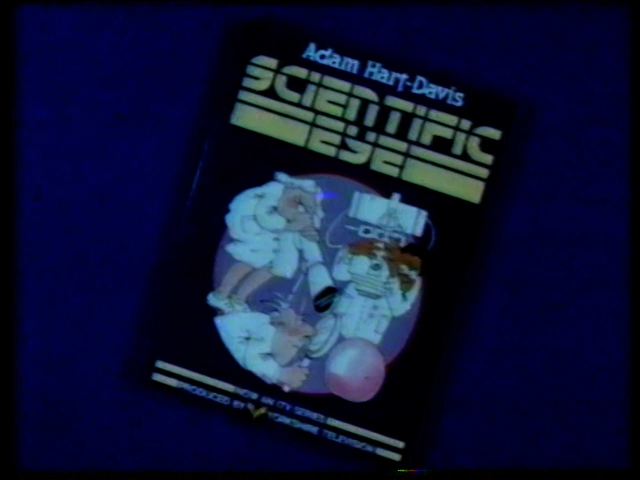 Adam Hart-Davis
SCIENTIFIC
EYE
NOW AN ITV SERIES
PRODUCED BY YORKSHIRE TELEVISION